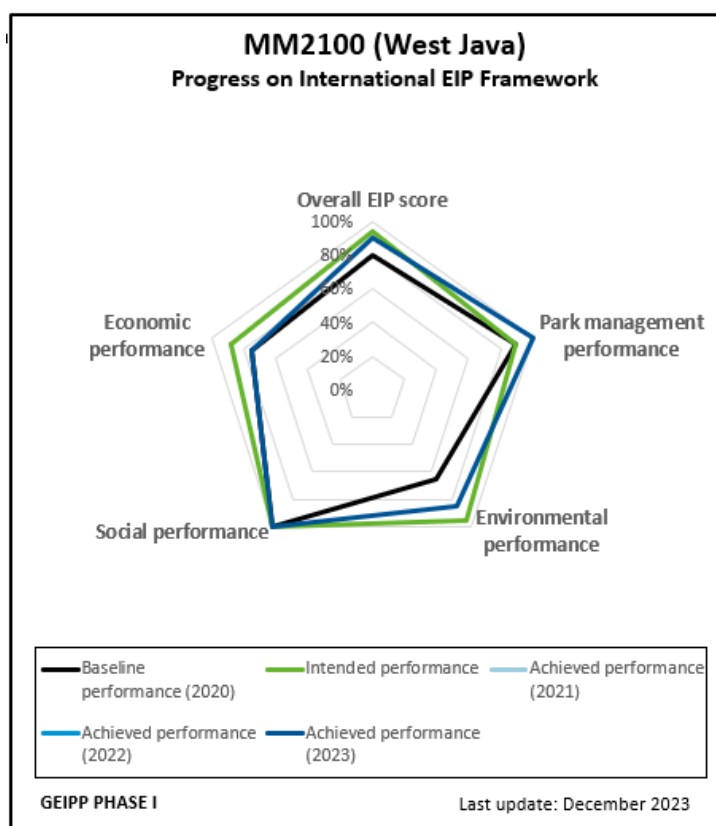 MM2100 (West Java)
Progress on International EIP Framework
Overall EIP score
100%
80%
60%
40%
20%
0%
Economic
performance
Park management
performance
Social performance
Environmental
performance
Baseline
performance (2020)
Intended performance
Achieved performance
(2021)
Achieved performance
(2022)
Achieved performance
(2023)
GEIPP PHASE I
Last update: December 2023